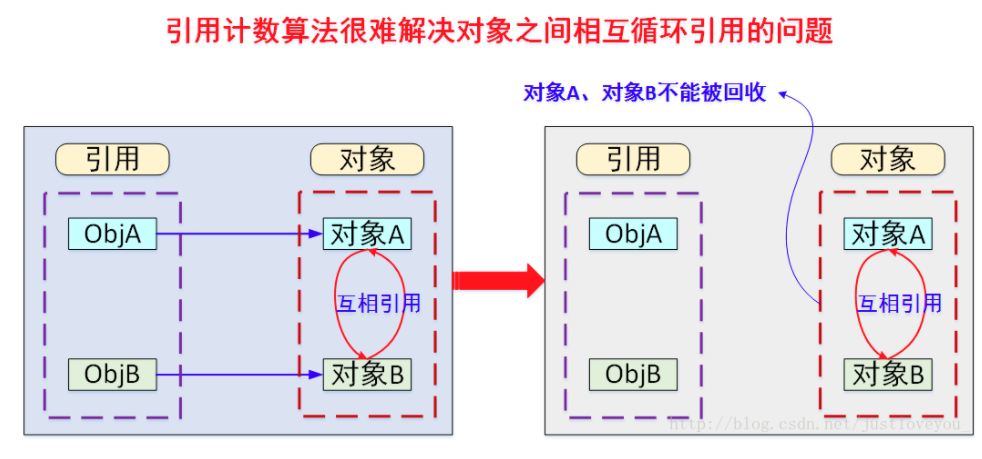 引用计数算法很难解决对象之间相互循环引用的问题
对象A、对象B不能被回收
引用
对象
ObjA
对象A
互相引用
ObjB
对象B
引用
对象
ObjA
对象A
互相引用
ObjB
对象B
http://blog.csdn.net/justloveyou_